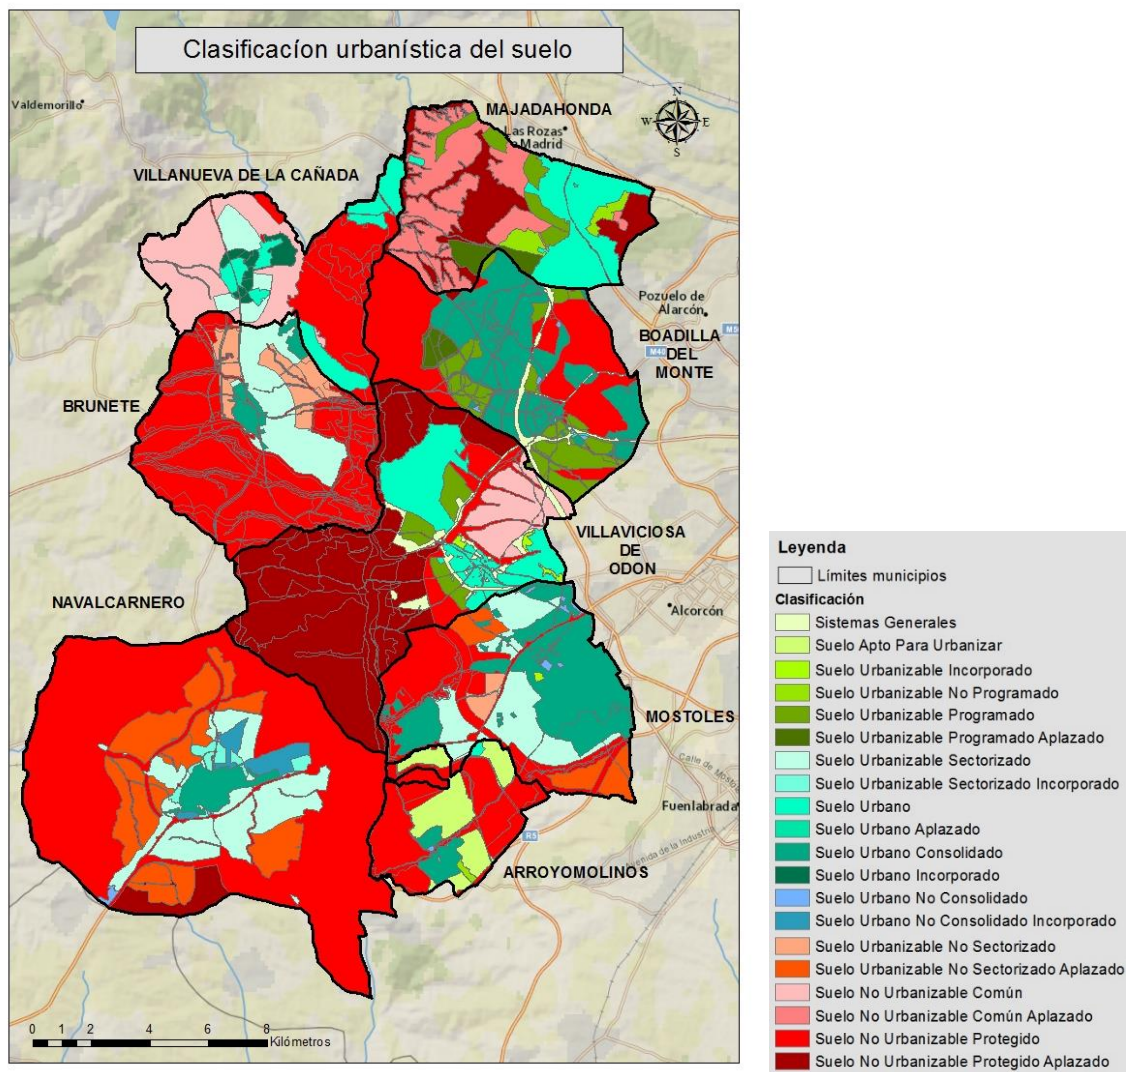 Clasificacíon urbanística del suelo
Valdemorillo
MAJADAHONDA
Las Rozas
Madrid
N
W
E
S
VILLANUEVA DE LA CAÑADA
Pozuelo de
Alarcón
M40
BOADILLA
DEL
MONTE
BRUNETE
VILLAVICIOSA
DE
ODON
NAVALCARNERO
Alcorcón
MOSTOLES
Fuenlabrada
R5
Avenida de la Industria
ARROYOMOLINOS
0 1 2 4 6 8
Kilómetros
Leyenda
Límites municipios
Clasificación
Sistemas Generales
Suelo Apto Para Urbanizar
Suelo Urbanizable Incorporado
Suelo Urbanizable No Programado
Suelo Urbanizable Programado
Suelo Urbanizable Programado Aplazado
Suelo Urbanizable Sectorizado
Suelo Urbanizable Sectorizado Incorporado
Suelo Urbano
Suelo Urbano Aplazado
Suelo Urbano Consolidado
Suelo Urbano Incorporado
Suelo Urbano No Consolidado
Suelo Urbano No Consolidado Incorporado
Suelo Urbanizable No Sectorizado
Suelo Urbanizable No Sectorizado Aplazado
Suelo No Urbanizable Común
Suelo No Urbanizable Común Aplazado
Suelo No Urbanizable Protegido
Suelo No Urbanizable Protegido Aplazado